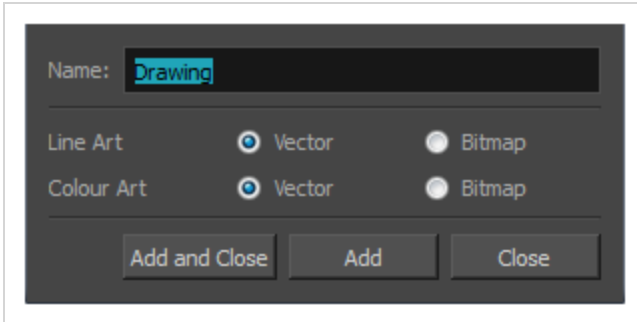 Name: Drawing
Line Art Vector Bitmap
Colour Art Vector Bitmap
Add and Close Add Close